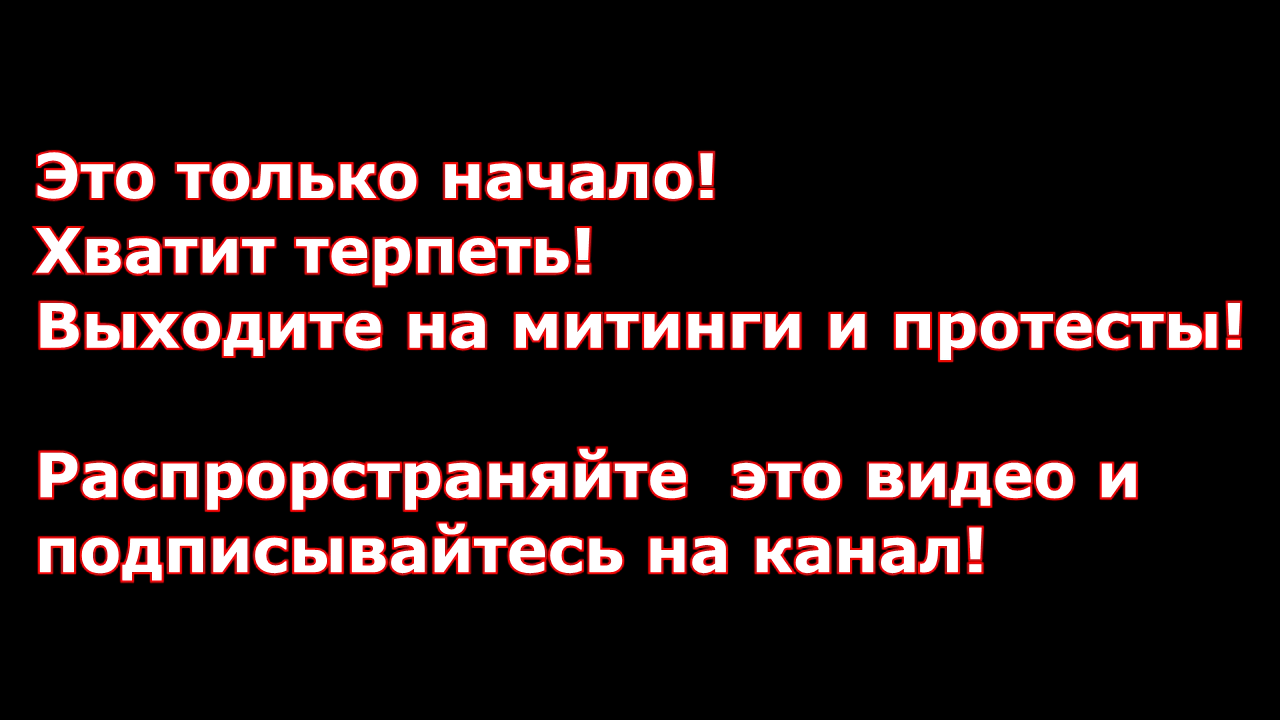 Это только начало!
Хватит терпеть!
Выходите на митинги и протесты!
Распрорстраняйте  это видео и
подписывайтесь на канал!